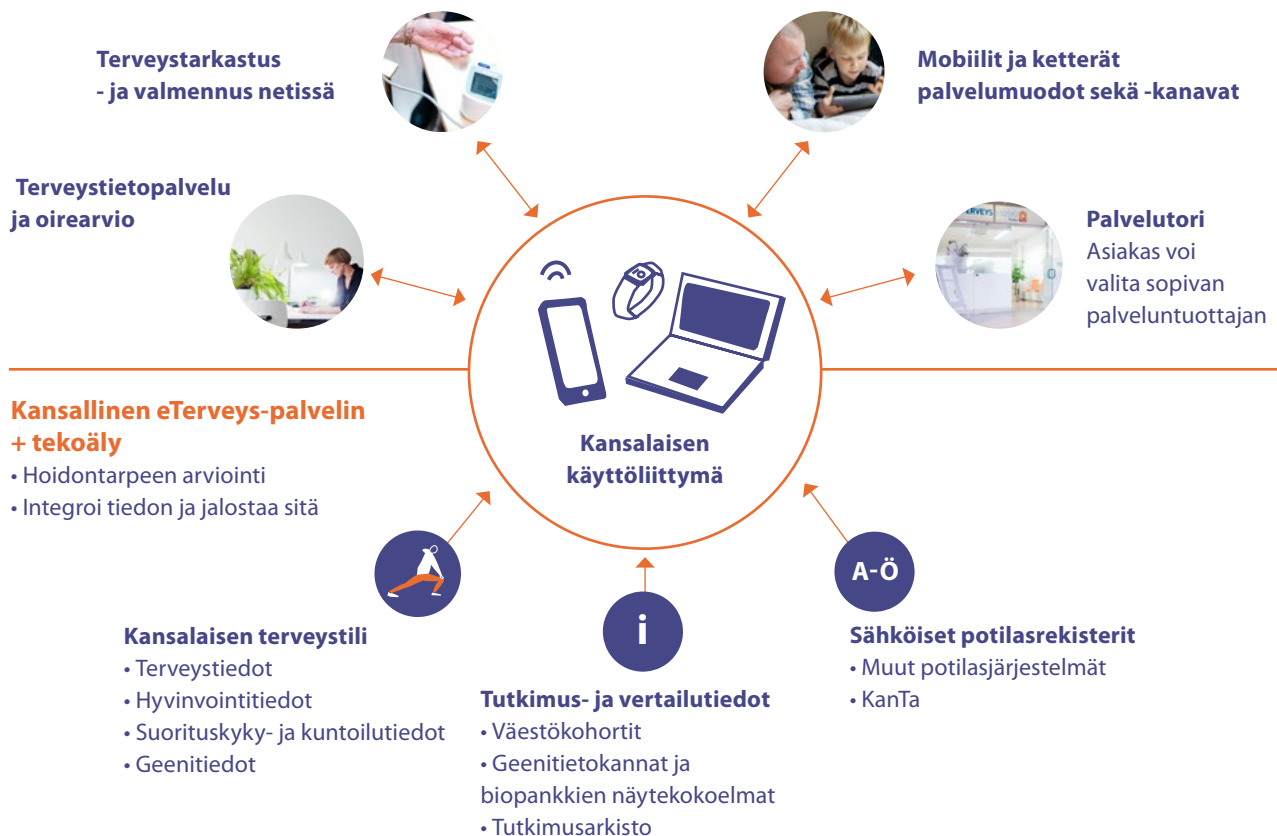 Terveystarkastus
- ja valmennus netissä
Mobiilit ja ketterät
palvelumuodot sekä -kanavat
Terveystietopalvelu
ja oirearvio
Palvelutori
Asiakas voi
valita sopivan
palveluntuottajan
Kansalaisen
käyttöliittymä
Kansallinen eTerveys-palvelin
+ tekoäly
• Hoidontarpeen arviointi
• Integroi tiedon ja jalostaa sitä
Kansalaisen terveystili
• Terveystiedot
• Hyvinvointitiedot
• Suorituskyky- ja kuntoilutiedot
• Geenitiedot
i
Tutkimus- ja vertailutiedot
• Väestökohortit
• Geenitietokannat ja
biopankkien näytekokoelmat
• Tutkimusarkisto
A-Ö
Sähköiset potilasrekisterit
• Muut potilasjärjestelmät
• KanTa